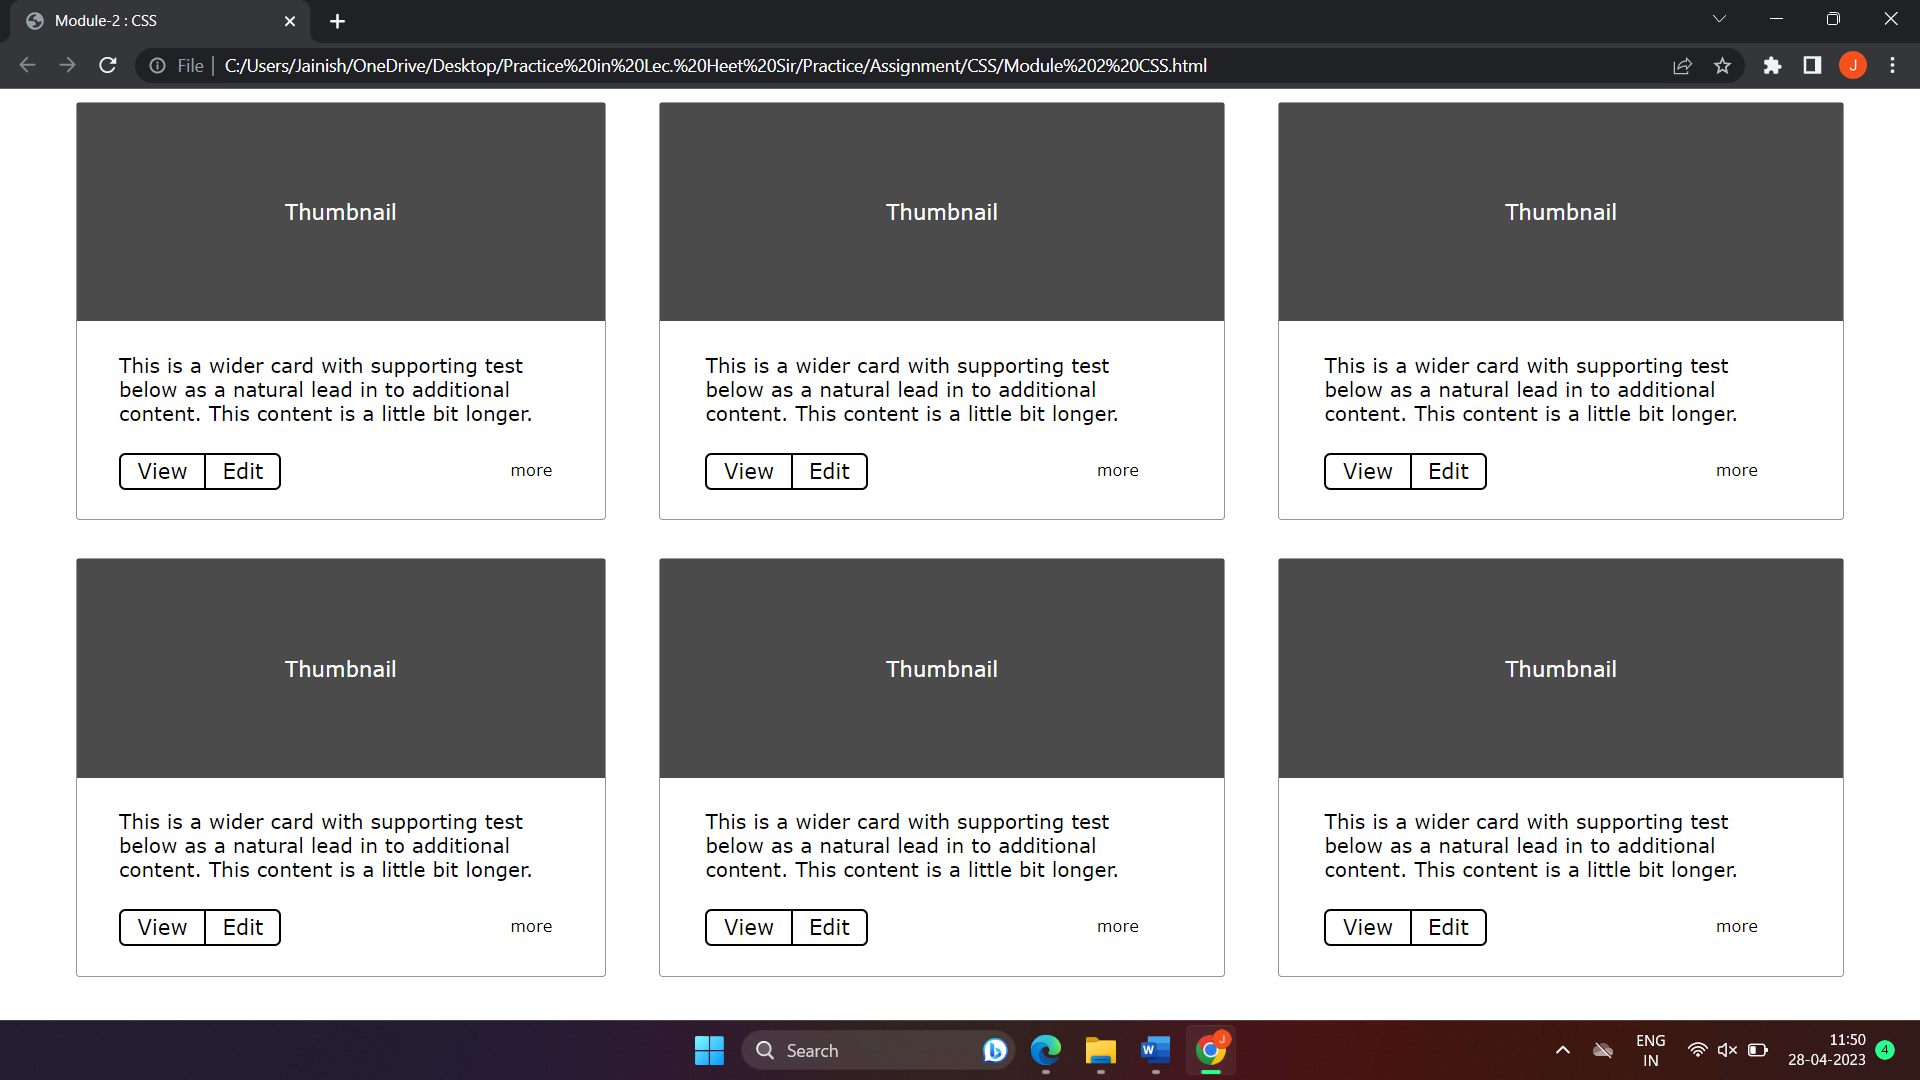 Module-2 : CSS
File
C:/Users/Jainish/OneDrive/Desktop/Practice%20in%20Lec.%20Heet%20Sir/Practice/Assignment/CSS/Module%202%20CSS.html
J
Thumbnail
Thumbnail
Thumbnail
This is a wider card with supporting test
below as a natural lead in to additional
content. This content is a little bit longer.
View Edit more
This is a wider card with supporting test
below as a natural lead in to additional
content. This content is a little bit longer.
View Edit more
This is a wider card with supporting test
below as a natural lead in to additional
content. This content is a little bit longer.
View Edit more
Thumbnail
Thumbnail
Thumbnail
This is a wider card with supporting test
below as a natural lead in to additional
content. This content is a little bit longer.
View Edit more
This is a wider card with supporting test
below as a natural lead in to additional
content. This content is a little bit longer.
View Edit more
This is a wider card with supporting test
below as a natural lead in to additional
content. This content is a little bit longer.
View Edit more
Search
W
J
ENG
IN
11:50
28-04-2023
4